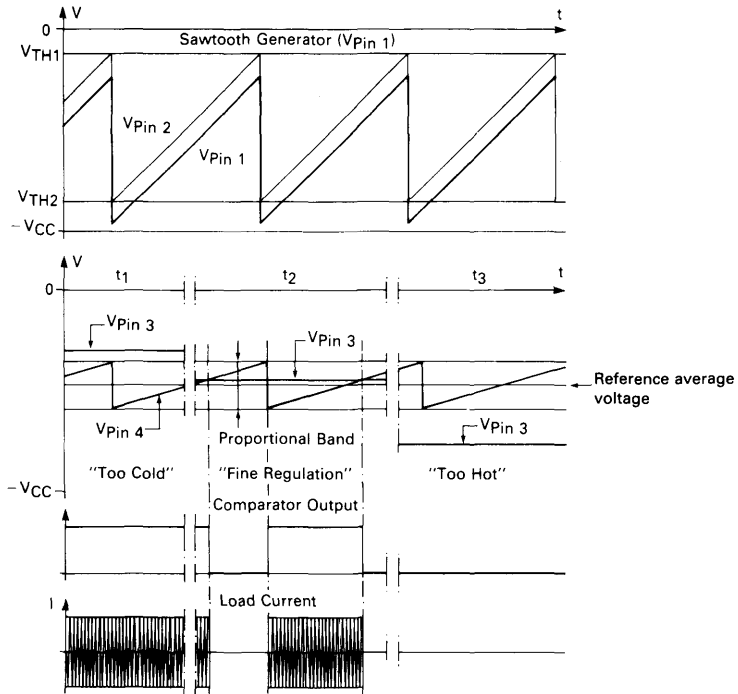 V
0
t
Sawtooth Generator (VPin 1)
VTH1
VPin 2
VPin 1
VTH2
–VCC
V
t1
t2
t3
t
0
VPin 3
VPin 3
Reference average
voltage
VPin 4
Proportional Band
VPin 3
"Too Cold"
"Fine Regulation"
"Too Hot"
–VCC
Comparator Output
Load Current
I